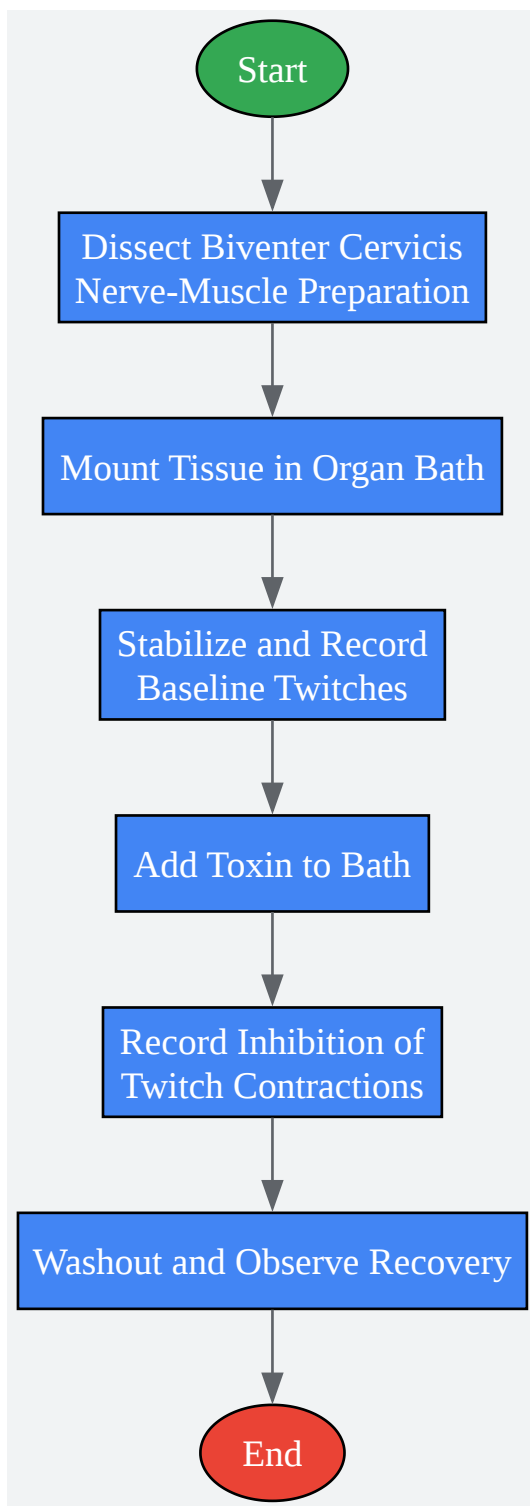 Start
Dissect Biventer Cervicis
Nerve-Muscle Preparation
Mount Tissue in Organ Bath
Stabilize and Record
Baseline Twitches
Add Toxin to Bath
Record Inhibition of
Twitch Contractions
Washout and Observe Recovery
End